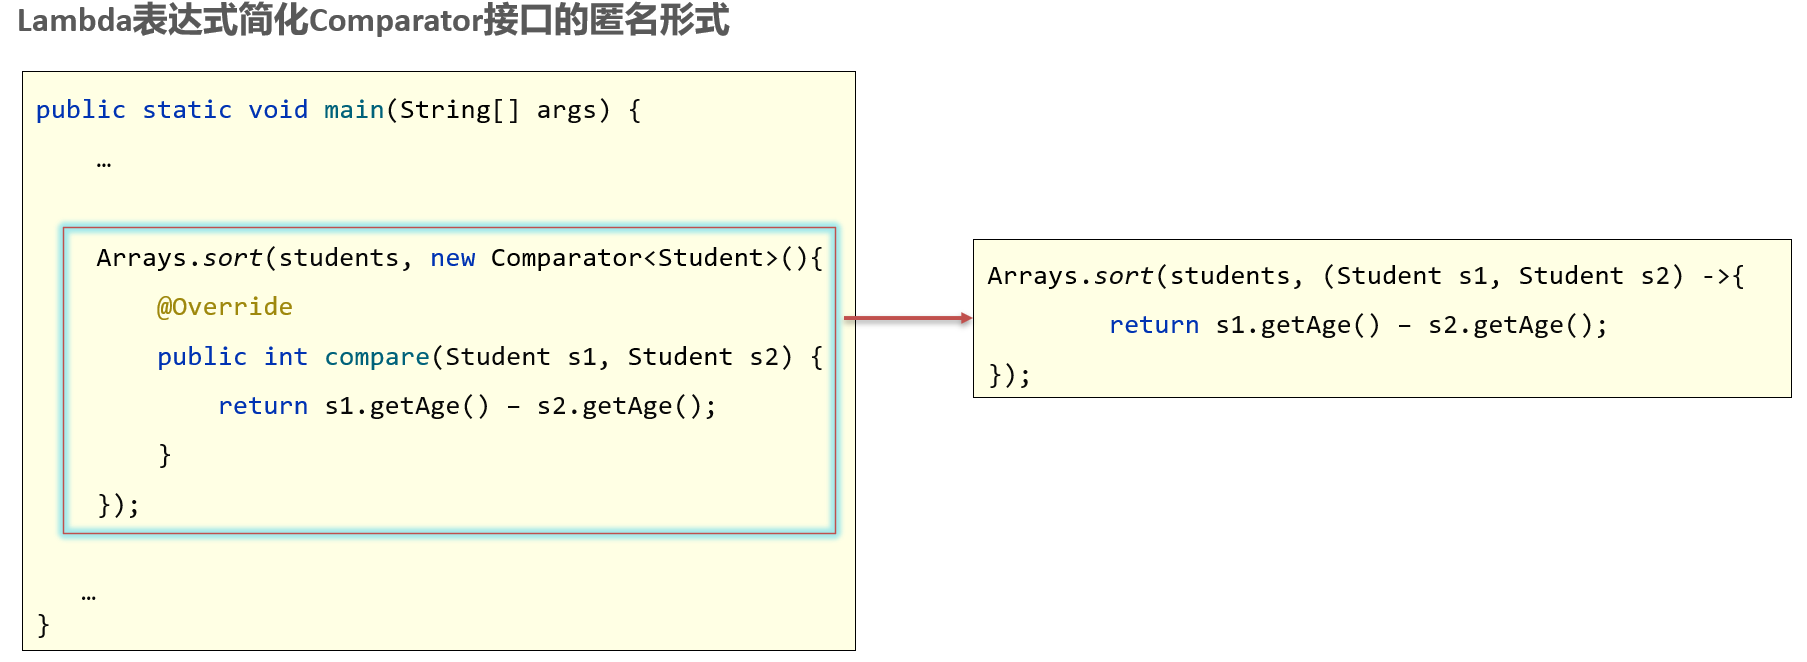 Lambda表达式简化Comparator接口的匿名形式
public static void main(String[] args) {
…
Arrays.sort(students, new Comparator<Student>(){
@Override
public int compare(Student s1, Student s2) {
return s1.getAge() – s2.getAge();
}
});
…
}
Arrays.sort(students, (Student s1, Student s2) ->{
return s1.getAge() – s2.getAge();
});